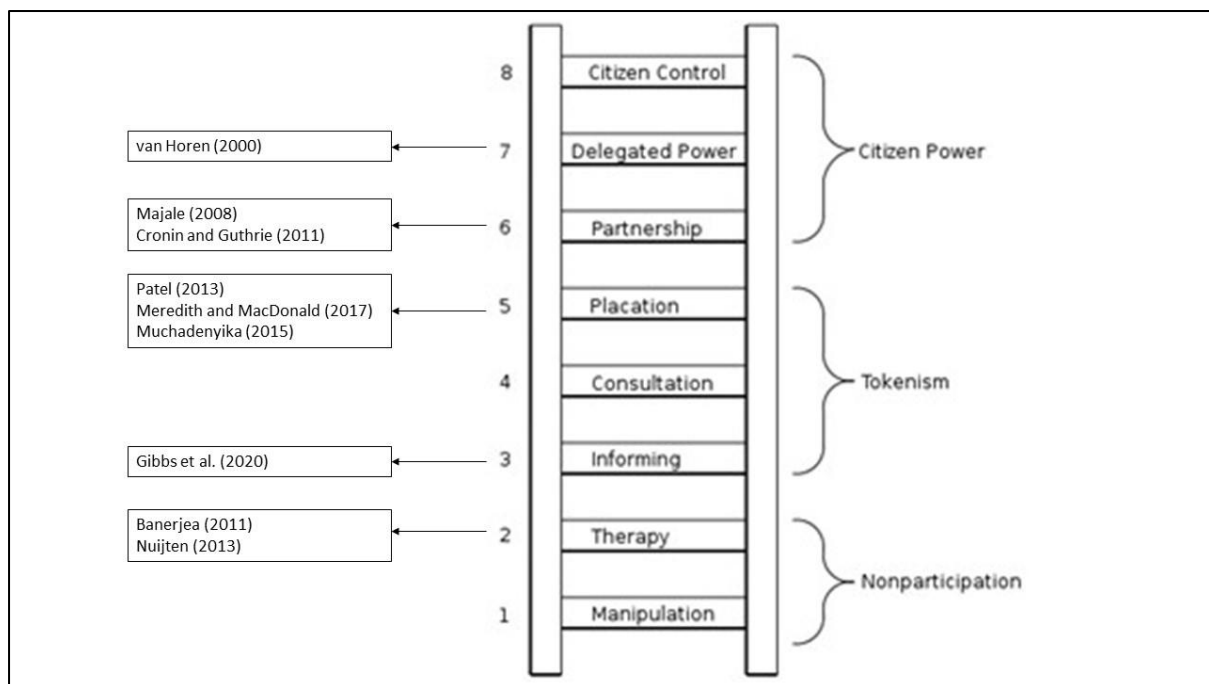 8 Citizen Control
van Horen (2000)
7 Delegated Power
Citizen Power
Majale (2008)
Cronin and Guthrie (2011)
6 Partnership
Patel (2013)
Meredith and MacDonald (2017)
Muchadenyika (2015)
5 Placation
4 Consultation
Tokenism
Gibbs et al. (2020)
3 Informing
Banerjea (2011)
Nuijten (2013)
2 Therapy
Nonparticipation
1 Manipulation